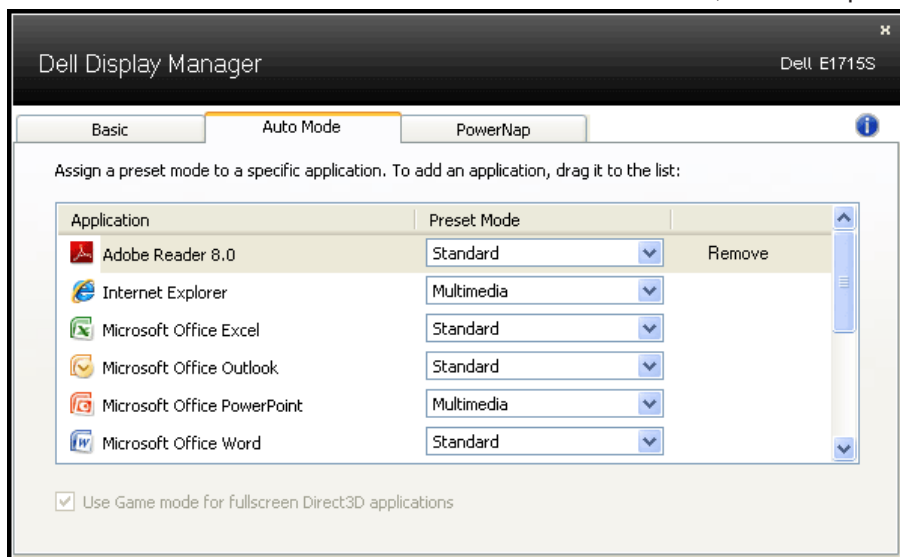 Dell Display Manager
Dell E1715S
Basic Auto Mode PowerNap
Assign a preset mode to a specific application. To add an application, drag it to the list:
Application Preset Mode
Adobe Reader 8.0 Standard Remove
Internet Explorer Multimedia
Microsoft Office Excel Standard
Microsoft Office Outlook Standard
Microsoft Office PowerPoint Multimedia
Microsoft Office Word Standard
Use Game mode for fullscreen Direct3D applications